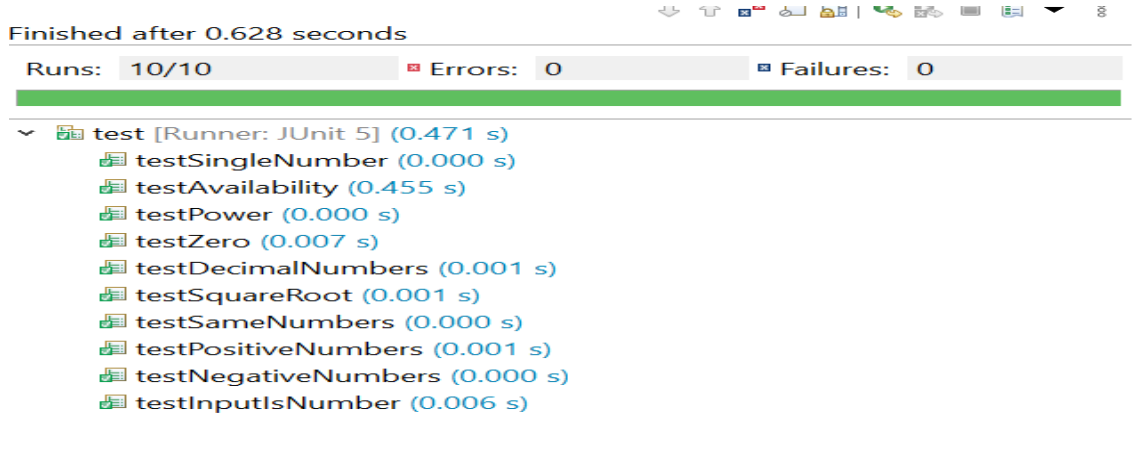 Finished after 0.628 seconds
Runs: 10/10 Errors: 0 Failures: 0
test [Runner: JUnit 5] (0.471 s)
testSingleNumber (0.000 s)
testAvailability (0.455 s)
testPower (0.000 s)
testZero (0.007 s)
testDecimalNumbers (0.001 s)
testSquareRoot (0.001 s)
testSameNumbers (0.000 s)
testPositiveNumbers (0.001 s)
testNegativeNumbers (0.000 s)
testInputIsNumber (0.006 s)